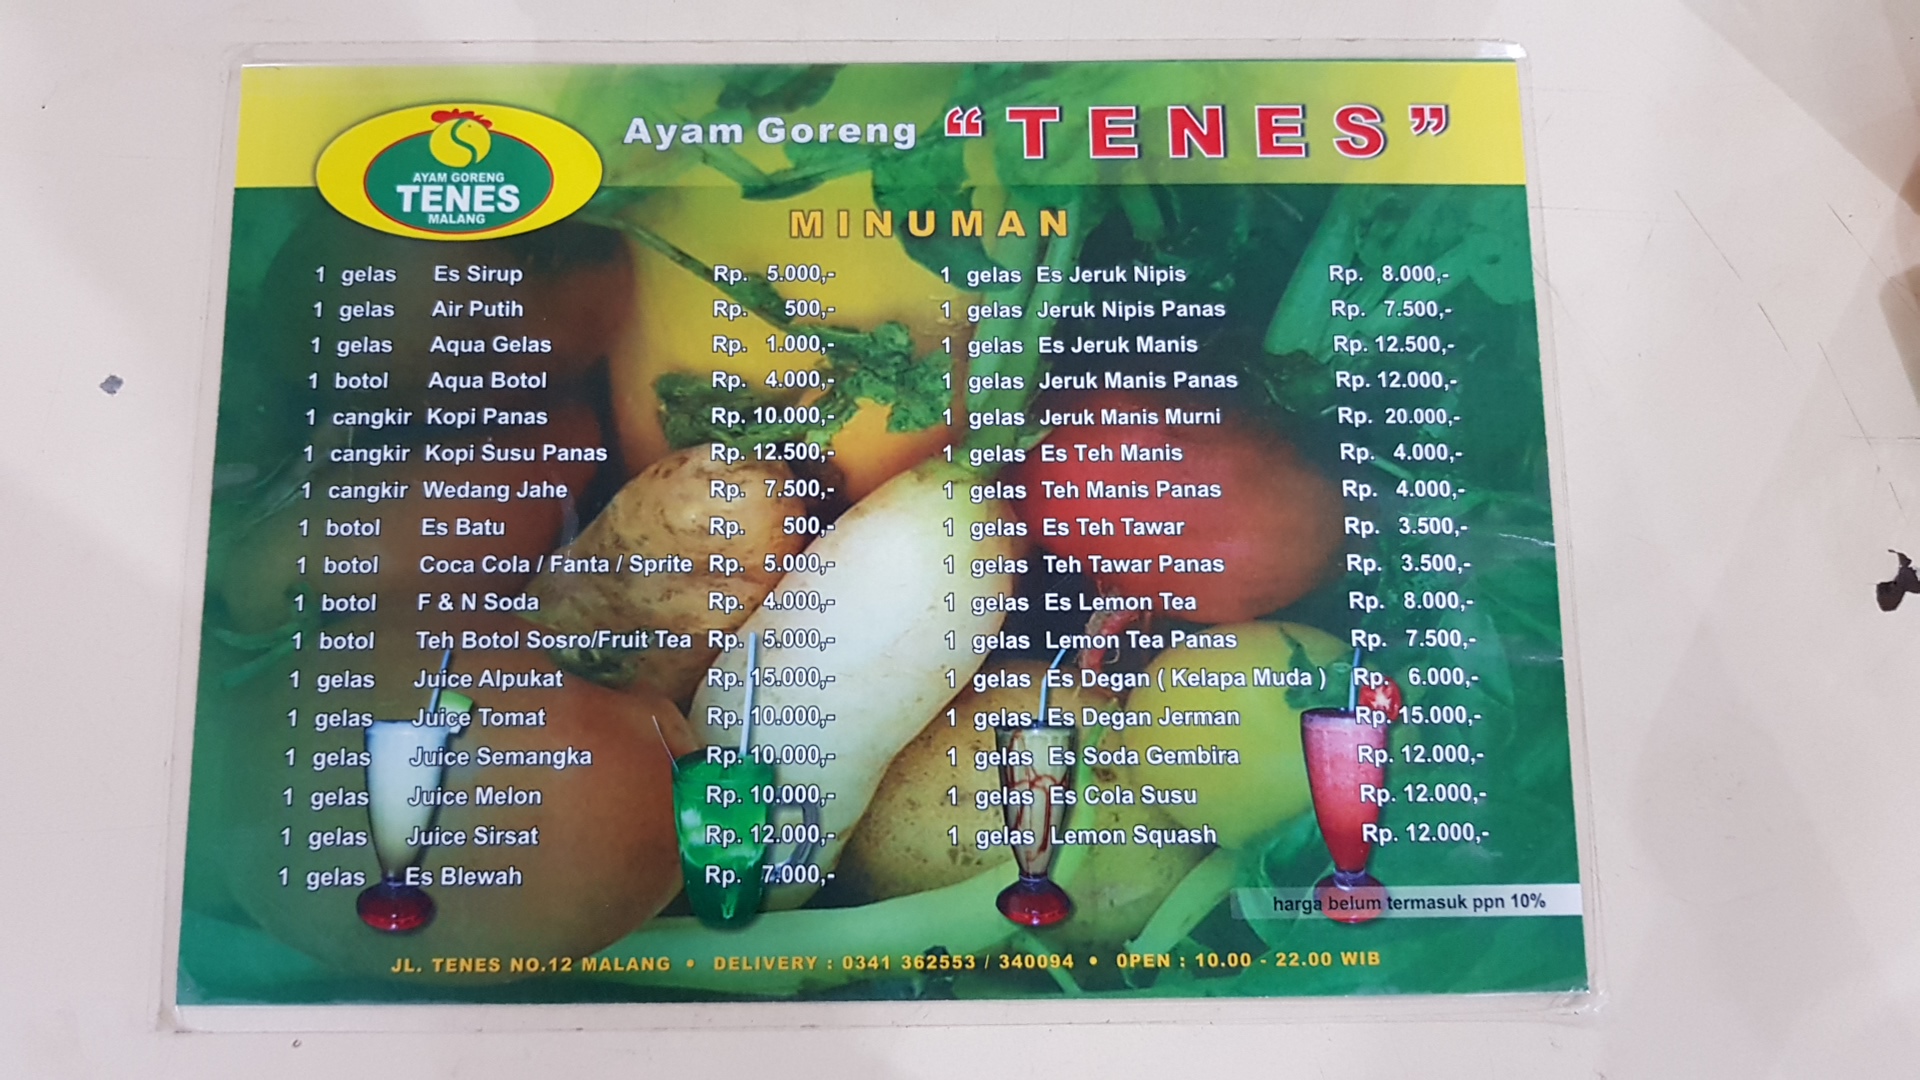 AYAM GORENG
TENES
MALANG
Ayam Goreng “TENES”
MINUMAN
1 gelas Es Sirup Rp. 5.000,-
1 gelas Air Putih Rp. 500,-
1 gelas Aqua Gelas Rp. 1.000,-
1 botol Aqua Botol Rp. 4.000,-
1 cangkir Kopi Panas Rp. 10.000,-
1 cangkir Kopi Susu Panas Rp. 12.500,-
1 cangkir Wedang Jahe Rp. 7.500,-
1 botol Es Batu Rp. 500,-
1 botol Coca Cola / Fanta / Sprite Rp. 5.000,-
1 botol F & N Soda Rp. 4.000,-
1 botol Teh Botol Sosro/Fruit Tea Rp. 5.000,-
1 gelas Juice Alpukat Rp. 15.000,-
1 gelas Juice Tomat Rp. 10.000,-
1 gelas Juice Semangka Rp. 10.000,-
1 gelas Juice Melon Rp. 10.000,-
1 gelas Juice Sirsat Rp. 12.000,-
1 gelas Es Blewah Rp. 7.000,-
1 gelas Es Jeruk Nipis Rp. 8.000,-
1 gelas Jeruk Nipis Panas Rp. 7.500,-
1 gelas Es Jeruk Manis Rp. 12.500,-
1 gelas Jeruk Manis Panas Rp. 12.000,-
1 gelas Jeruk Manis Murni Rp. 20.000,-
1 gelas Es Teh Manis Rp. 4.000,-
1 gelas Teh Manis Panas Rp. 4.000,-
1 gelas Es Teh Tawar Rp. 3.500,-
1 gelas Teh Tawar Panas Rp. 3.500,-
1 gelas Es Lemon Tea Rp. 8.000,-
1 gelas Lemon Tea Panas Rp. 7.500,-
1 gelas Es Degan ( Kelapa Muda ) Rp. 6.000,-
1 gelas Es Degan Jerman Rp. 15.000,-
1 gelas Es Soda Gembira Rp. 12.000,-
1 gelas Es Cola Susu Rp. 12.000,-
1 gelas Lemon Squash Rp. 12.000,-
harga belum termasuk ppn 10%
JL. TENES NO.12 MALANG • DELIVERY : 0341 362553 / 340094 • OPEN : 10.00 - 22.00 WIB